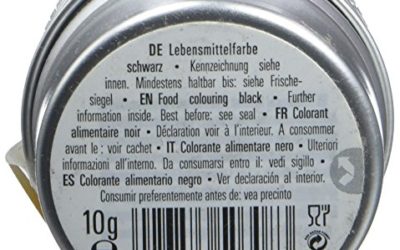 DE Lebensmittelfarbe
schwarz • Kennzeichnung siehe
innen. Mindestens haltbar bis: siehe Frische-
siegel • EN Food colouring black • Further
information inside. Best before: see seal • FR Colorant
alimentaire noir • Déclaration voir à l'interieur. A consommer
avant le: voir cachet • IT Colorante alimentare nero • Ulteriori
informazioni all'interno. Da consumarsi entro il: vedi sigillo •
ES Colorante alimentario negro • Ver declaración al interior.
Consumir preferentemente antes de: vea precinto
10g